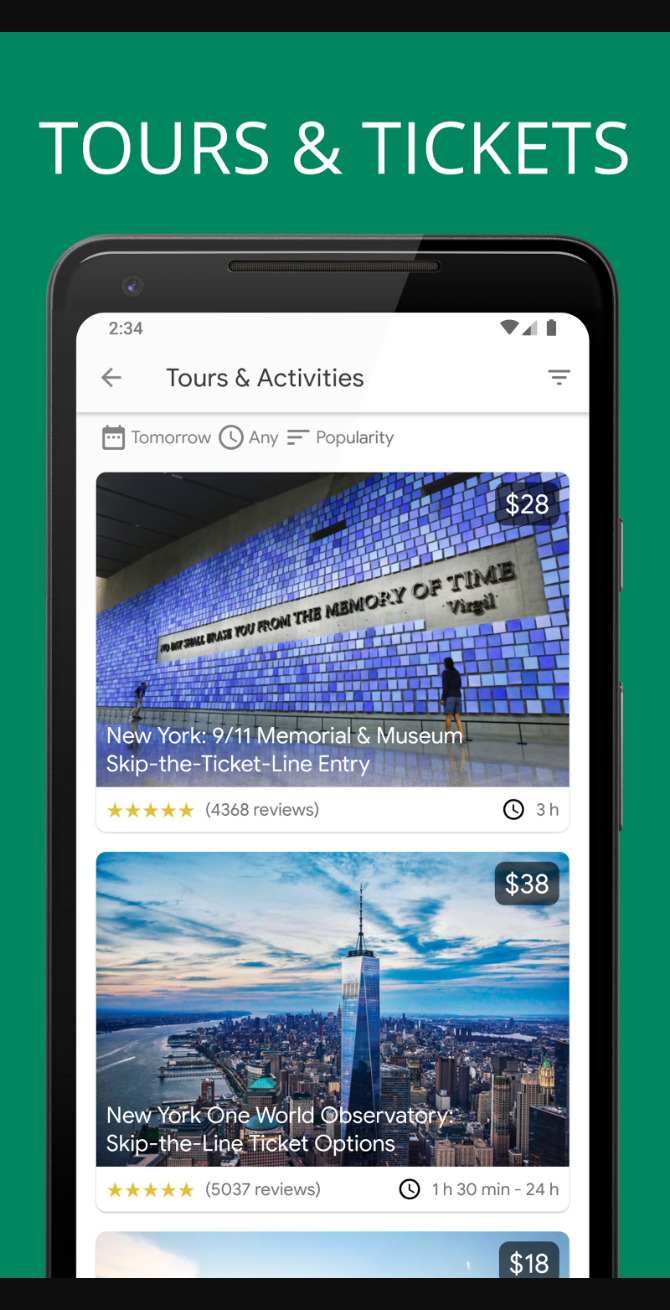 TOURS & TICKETS
2:34
Tours & Activities
Tomorrow Any Popularity
$28
NO DAY SHALL ERASE YOU FROM THE MEMORY OF TIME
Virgil
New York: 9/11 Memorial & Museum
Skip-the-Ticket-Line Entry
(4368 reviews) 3 h
$38
New York One World Observatory:
Skip-the-Line Ticket Options
(5037 reviews) 1 h 30 min - 24 h
$18